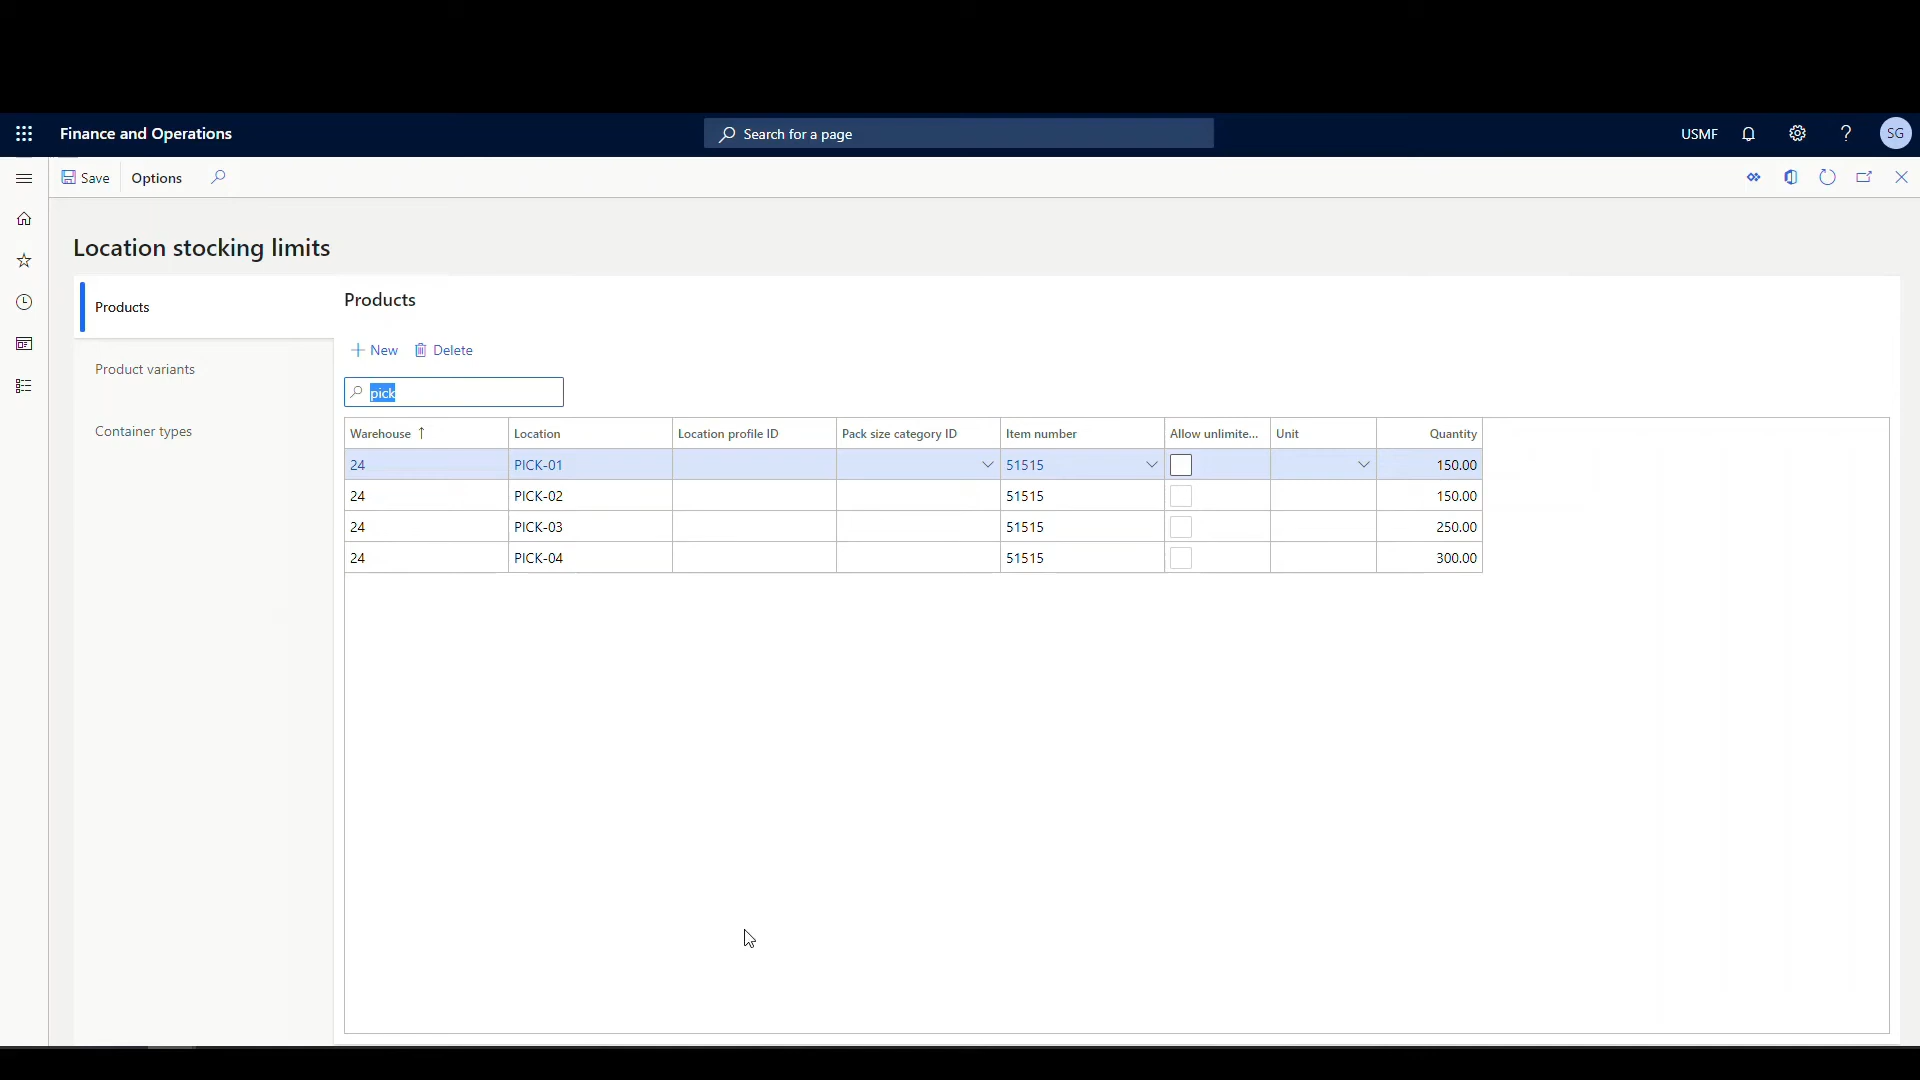 Finance and Operations
Search for a page
USMF
?
SG
Save
Options
Location stocking limits
Products
Product variants
Container types
Products
New
Delete
pick
Warehouse ↑ Location Location profile ID Pack size category ID Item number Allow unlimite... Unit Quantity
24 PICK-01 51515 150.00
24 PICK-02 51515 150.00
24 PICK-03 51515 250.00
24 PICK-04 51515 300.00